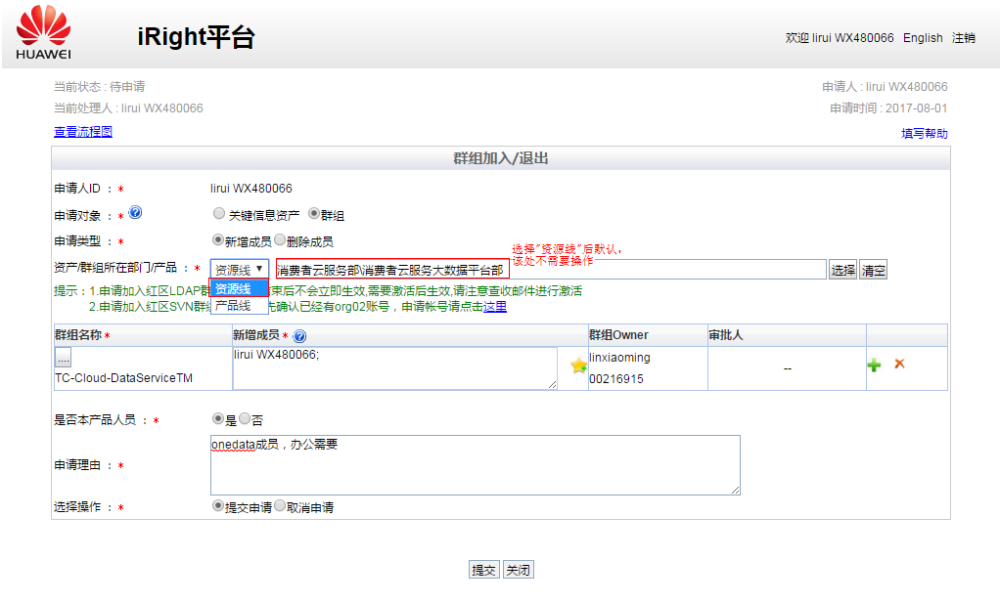 HUAWEI
iRight平台
欢迎 lirui WX480066 English 注销
当前状态 : 待申请
申请人 : lirui WX480066
当前处理人 : lirui WX480066
申请时间 : 2017-08-01
查看流程图
填写帮助
群组加入/退出
申请人ID : * lirui WX480066
申请对象 : * 关键信息资产 群组
申请类型 : * 新增成员 删除成员
选择"资源线"后默认,
该处不需要操作
资产/群组所在部门/产品 : * 资源线 消费者云服务部\消费者云服务大数据平台部 选择 清空
资源线
产品线
提示：1.申请加入红区LDAP群 束后不会立即生效,需要激活后生效,请注意查收邮件进行激活
2.申请加入红区SVN群组 先确认已经有org02账号，申请帐号请点击这里
群组名称 * 新增成员 * 群组Owner 审批人
....
TC-Cloud-DataServiceTM
lirui WX480066;
linxiaoming
00216915
--
是否本产品人员 : * 是 否
申请理由 : * onedata成员，办公需要
选择操作 : * 提交申请 取消申请
提交 关闭